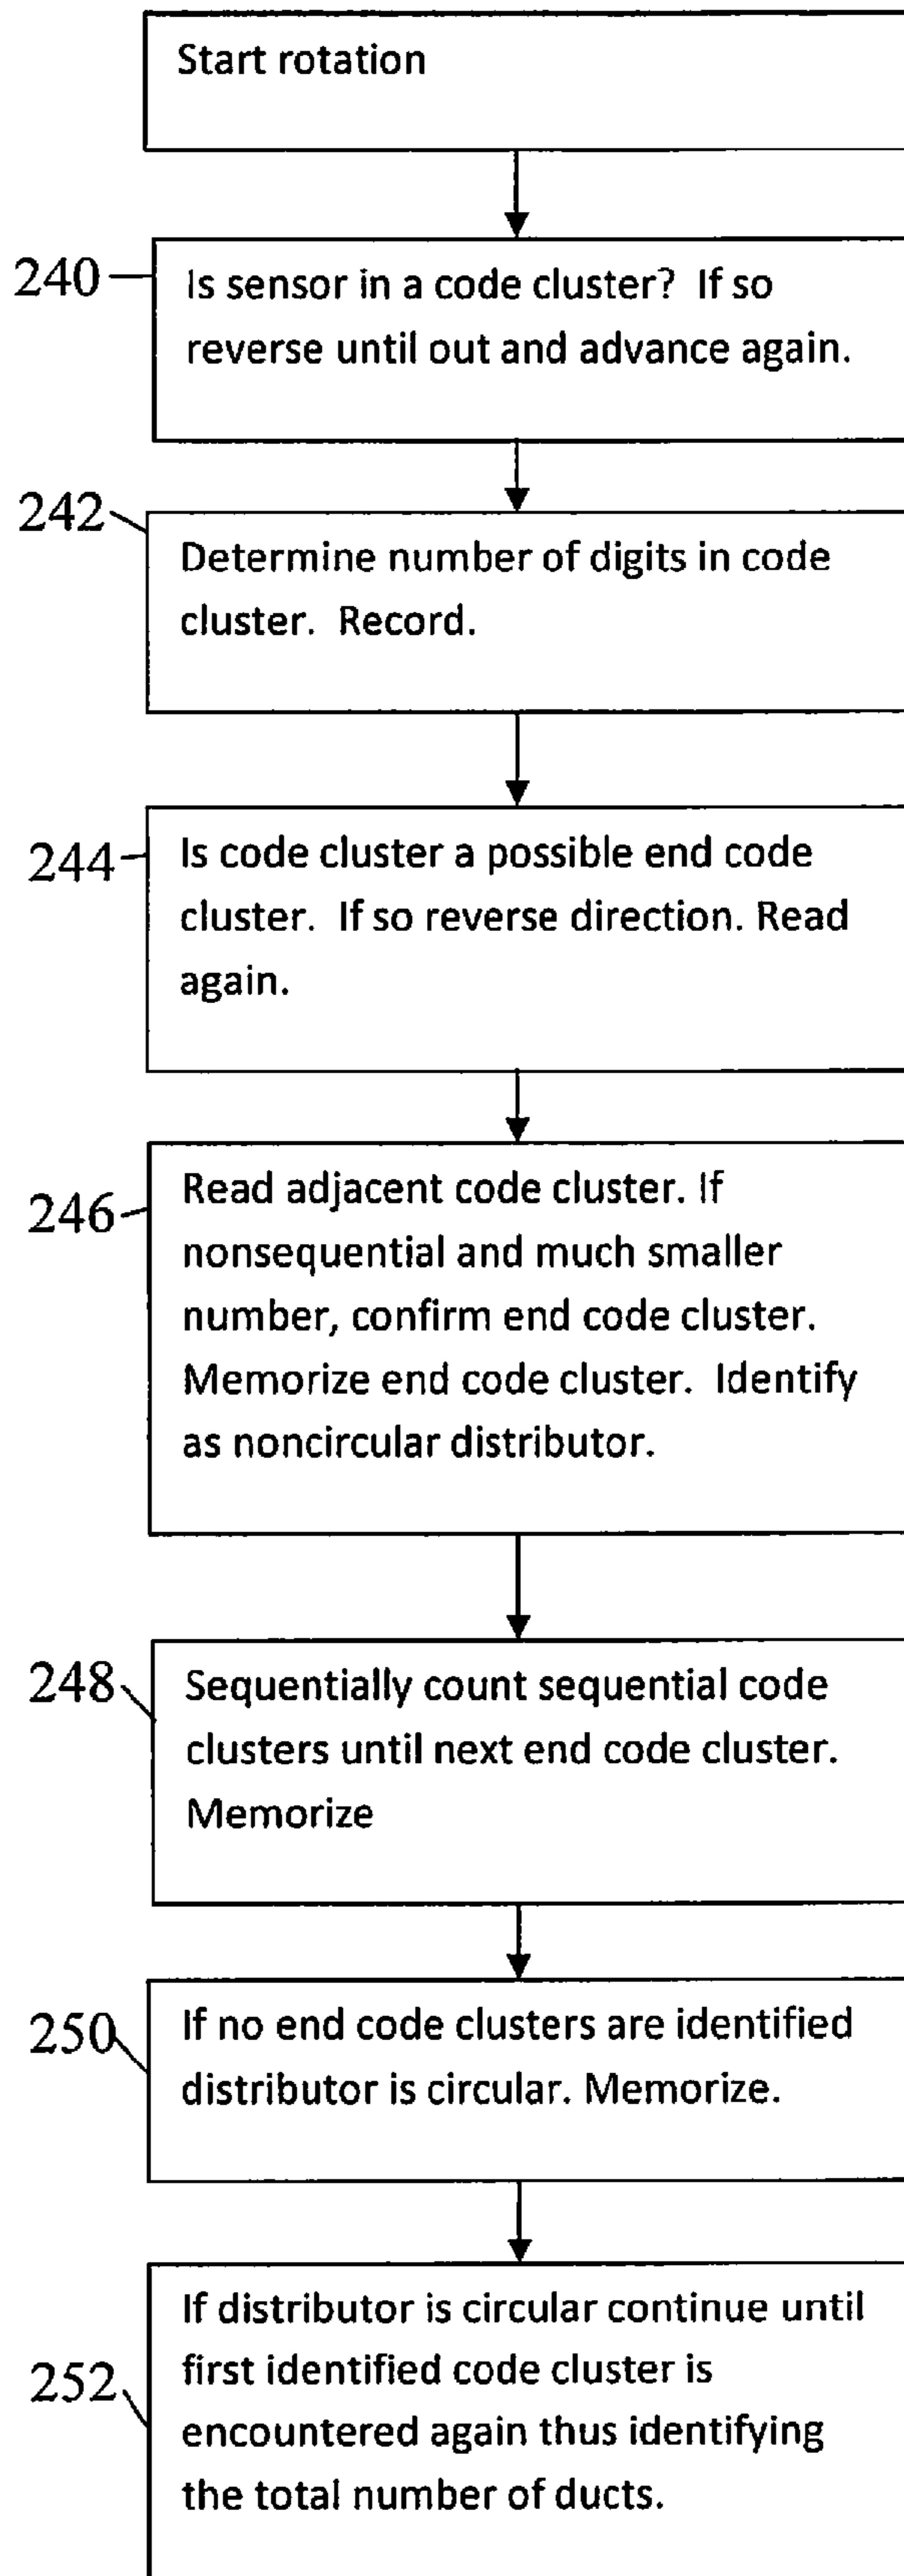 Start rotation
240
Is sensor in a code cluster? If so
reverse until out and advance again.
242
Determine number of digits in code
cluster. Record.
244
Is code cluster a possible end code
cluster. If so reverse direction. Read
again.
246
Read adjacent code cluster. If
nonsequential and much smaller
number, confirm end code cluster.
Memorize end code cluster. Identify
as noncircular distributor.
248
Sequentially count sequential code
clusters until next end code cluster.
Memorize
250
If no end code clusters are identified
distributor is circular. Memorize.
252
If distributor is circular continue until
first identified code cluster is
encountered again thus identifying
the total number of ducts.